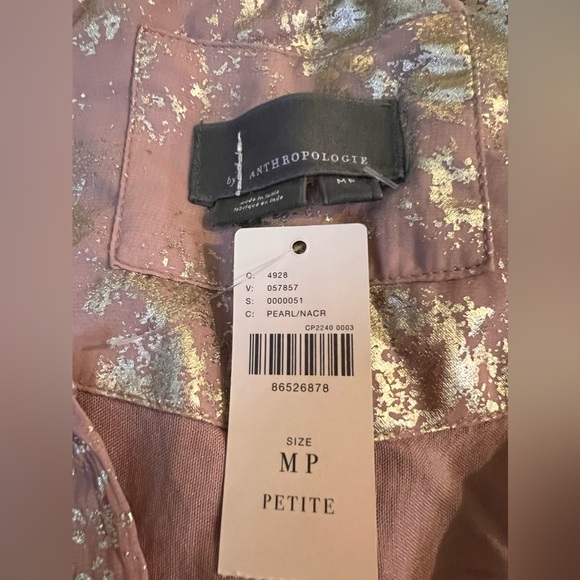 by ANTHROPOLOGIE
MP
made in India
fabriqué en Inde
C: 4928
V: 057857
S: 0000051
C: PEARL/NACR
CP2240 0003
86526878
SIZE
MP
PETITE